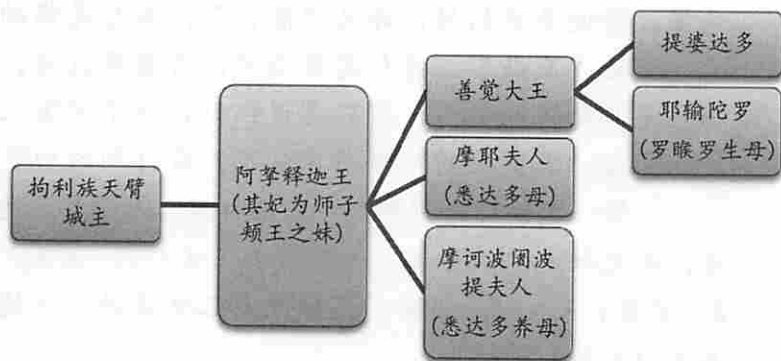 拘利族天臂
城主
阿拏释迦王
(其妃为师子
颊王之妹)
善觉大王
摩耶夫人
(悉达多母)
摩诃波阇波
提夫人
(悉达多养母)
提婆达多
耶输陀罗
(罗睺罗生母)